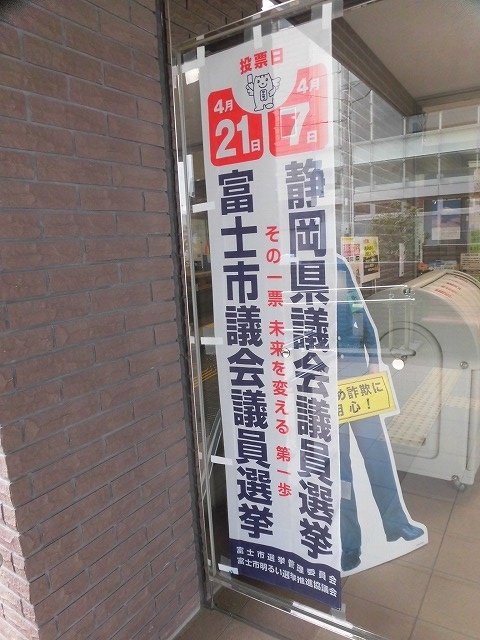 投票日
4月
7日
4月
21日
静岡県議会議員選挙
その一票 未来を変える 第一歩
富士市議会議員選挙
富士市選挙管理委員会
富士市明るい選挙推進協議会
め詐欺に
心！